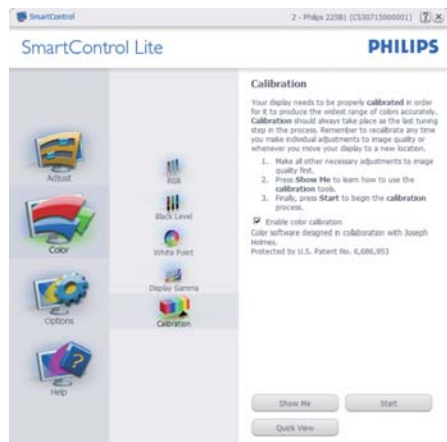 SmartControl
2 - Philips 225B1 (CS30715000001)
SmartControl Lite
PHILIPS
Adjust
Color
Options
Help
RGB
Black Level
White Point
Display Gamma
Calibration
Calibration
Your display needs to be properly calibrated in order
for it to produce the widest range of colors accurately.
Calibration should always take place as the last tuning
step in the process. Remember to recalibrate any time
you make individual adjustments to image quality or
whenever you move your display to a new location.
1. Make all other necessary adjustments to image
quality first.
2. Press Show Me to learn how to use the
calibration tools.
3. Finally, press Start to begin the calibration
process.
Enable color calibration
Color software designed in collaboration with Joseph
Holmes.
Protected by U.S. Patent No. 6,686,953
Show Me
Start
Quick View